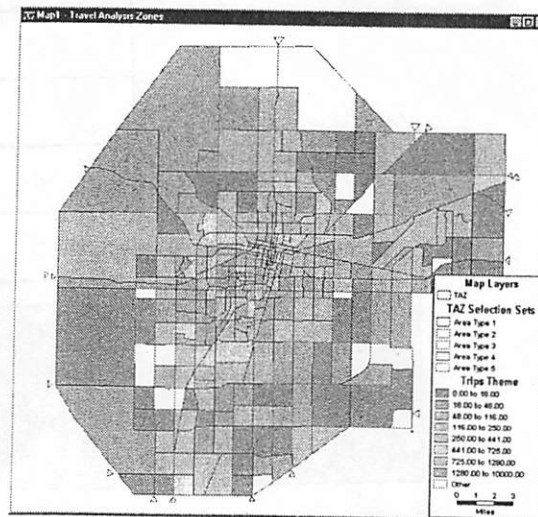 Map1 - Travel Analysis Zones
Map Layers
TAZ
TAZ Selection Sets
Area Type 1
Area Type 2
Area Type 3
Area Type 4
Area Type 5
Trips Theme
0.00 to 16.00
16.00 to 48.00
48.00 to 116.00
116.00 to 250.00
250.00 to 441.00
441.00 to 725.00
725.00 to 1280.00
1280.00 to 10000.00
Other
0 1 2 3
Miles